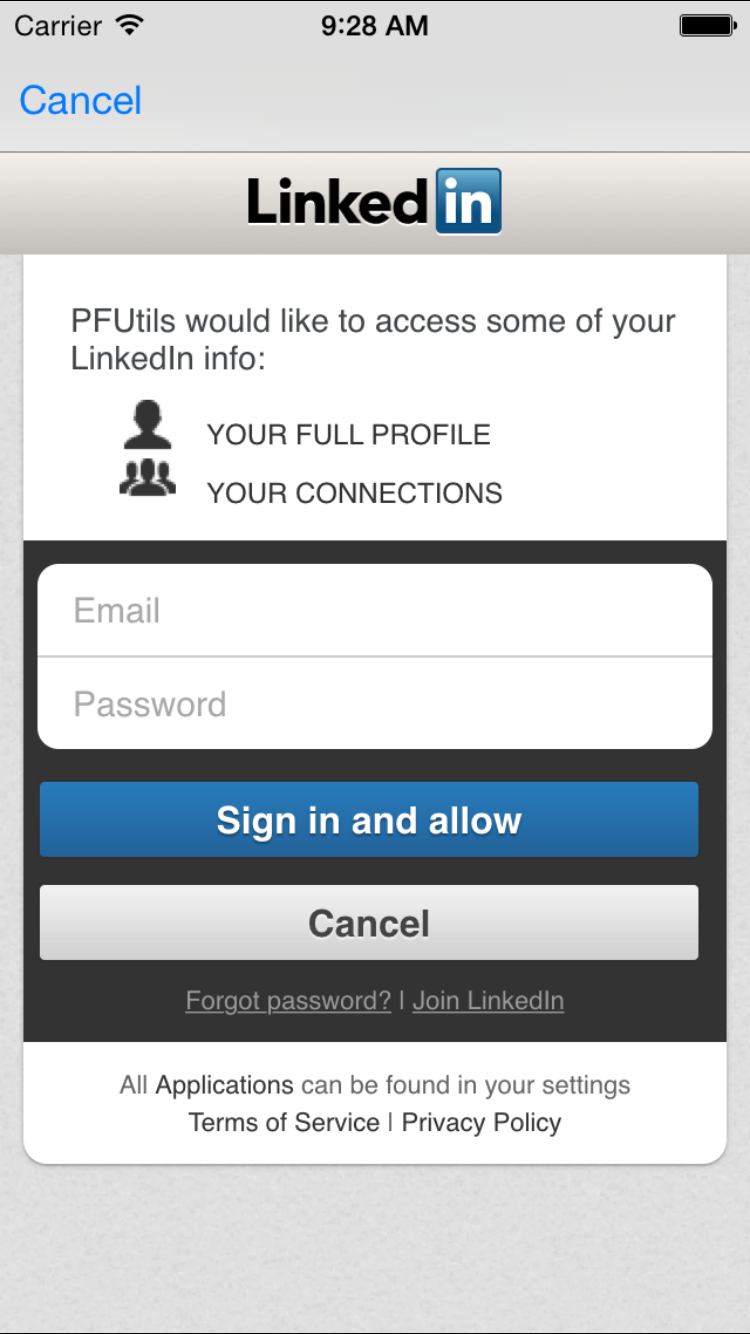 Carrier 9:28 AM
Cancel
Linked in
PFUtils would like to access some of your
LinkedIn info:
YOUR FULL PROFILE
YOUR CONNECTIONS
Email
Password
Sign in and allow
Cancel
Forgot password? | Join LinkedIn
All Applications can be found in your settings
Terms of Service | Privacy Policy